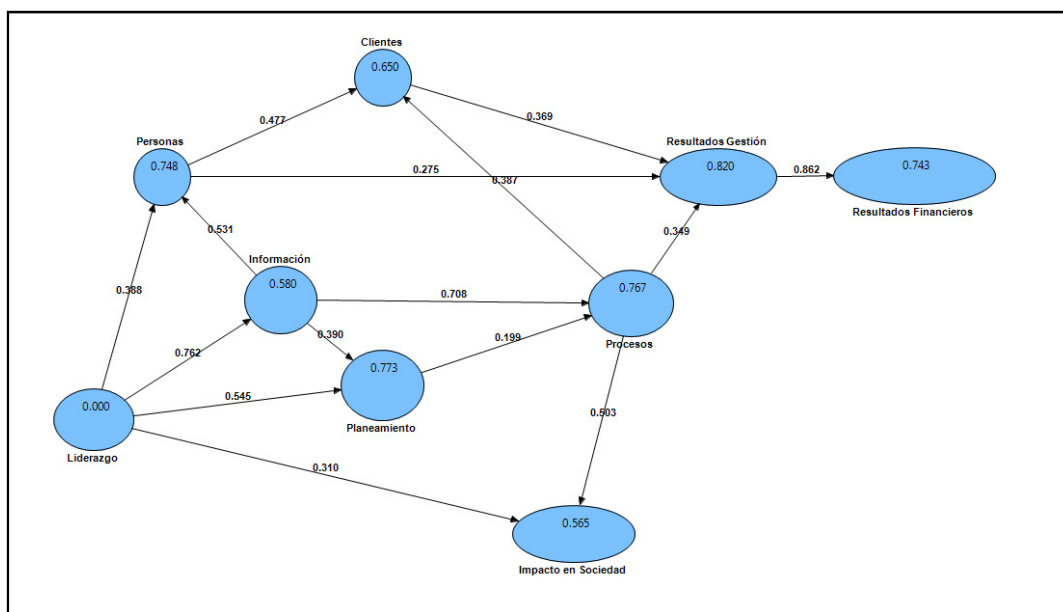 Clientes
0.650
0.477
0.369
Personas
0.748
Resultados Gestión
0.820
0.275
0.862
0.743
Resultados Financieros
0.387
0.349
0.531
Información
0.580
0.388
0.708
0.767
Procesos
0.390
0.199
0.762
0.773
Planeamiento
0.545
0.000
Liderazgo
0.503
0.310
0.565
Impacto en Sociedad